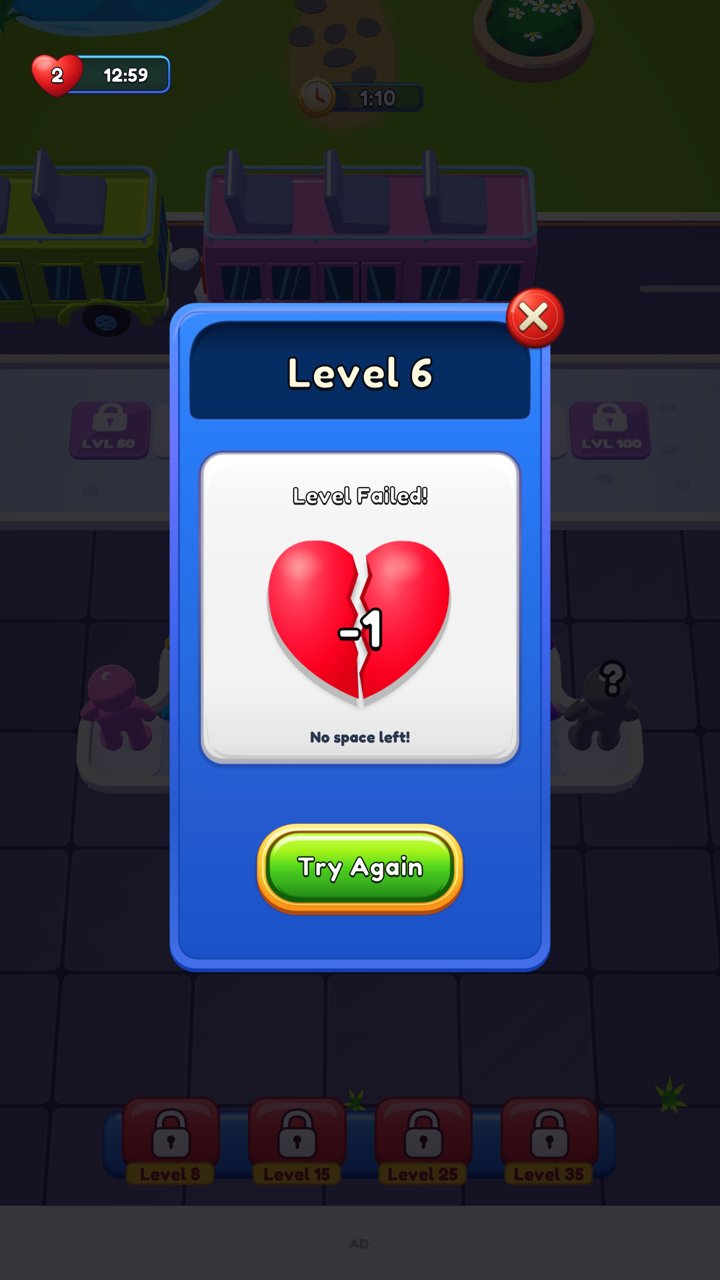 2
12:59
1:10
Level 6
LVL 50
LVL 100
Level Failed!
-1
?
No space left!
Try Again
Level 8
Level 15
Level 25
Level 35
AD